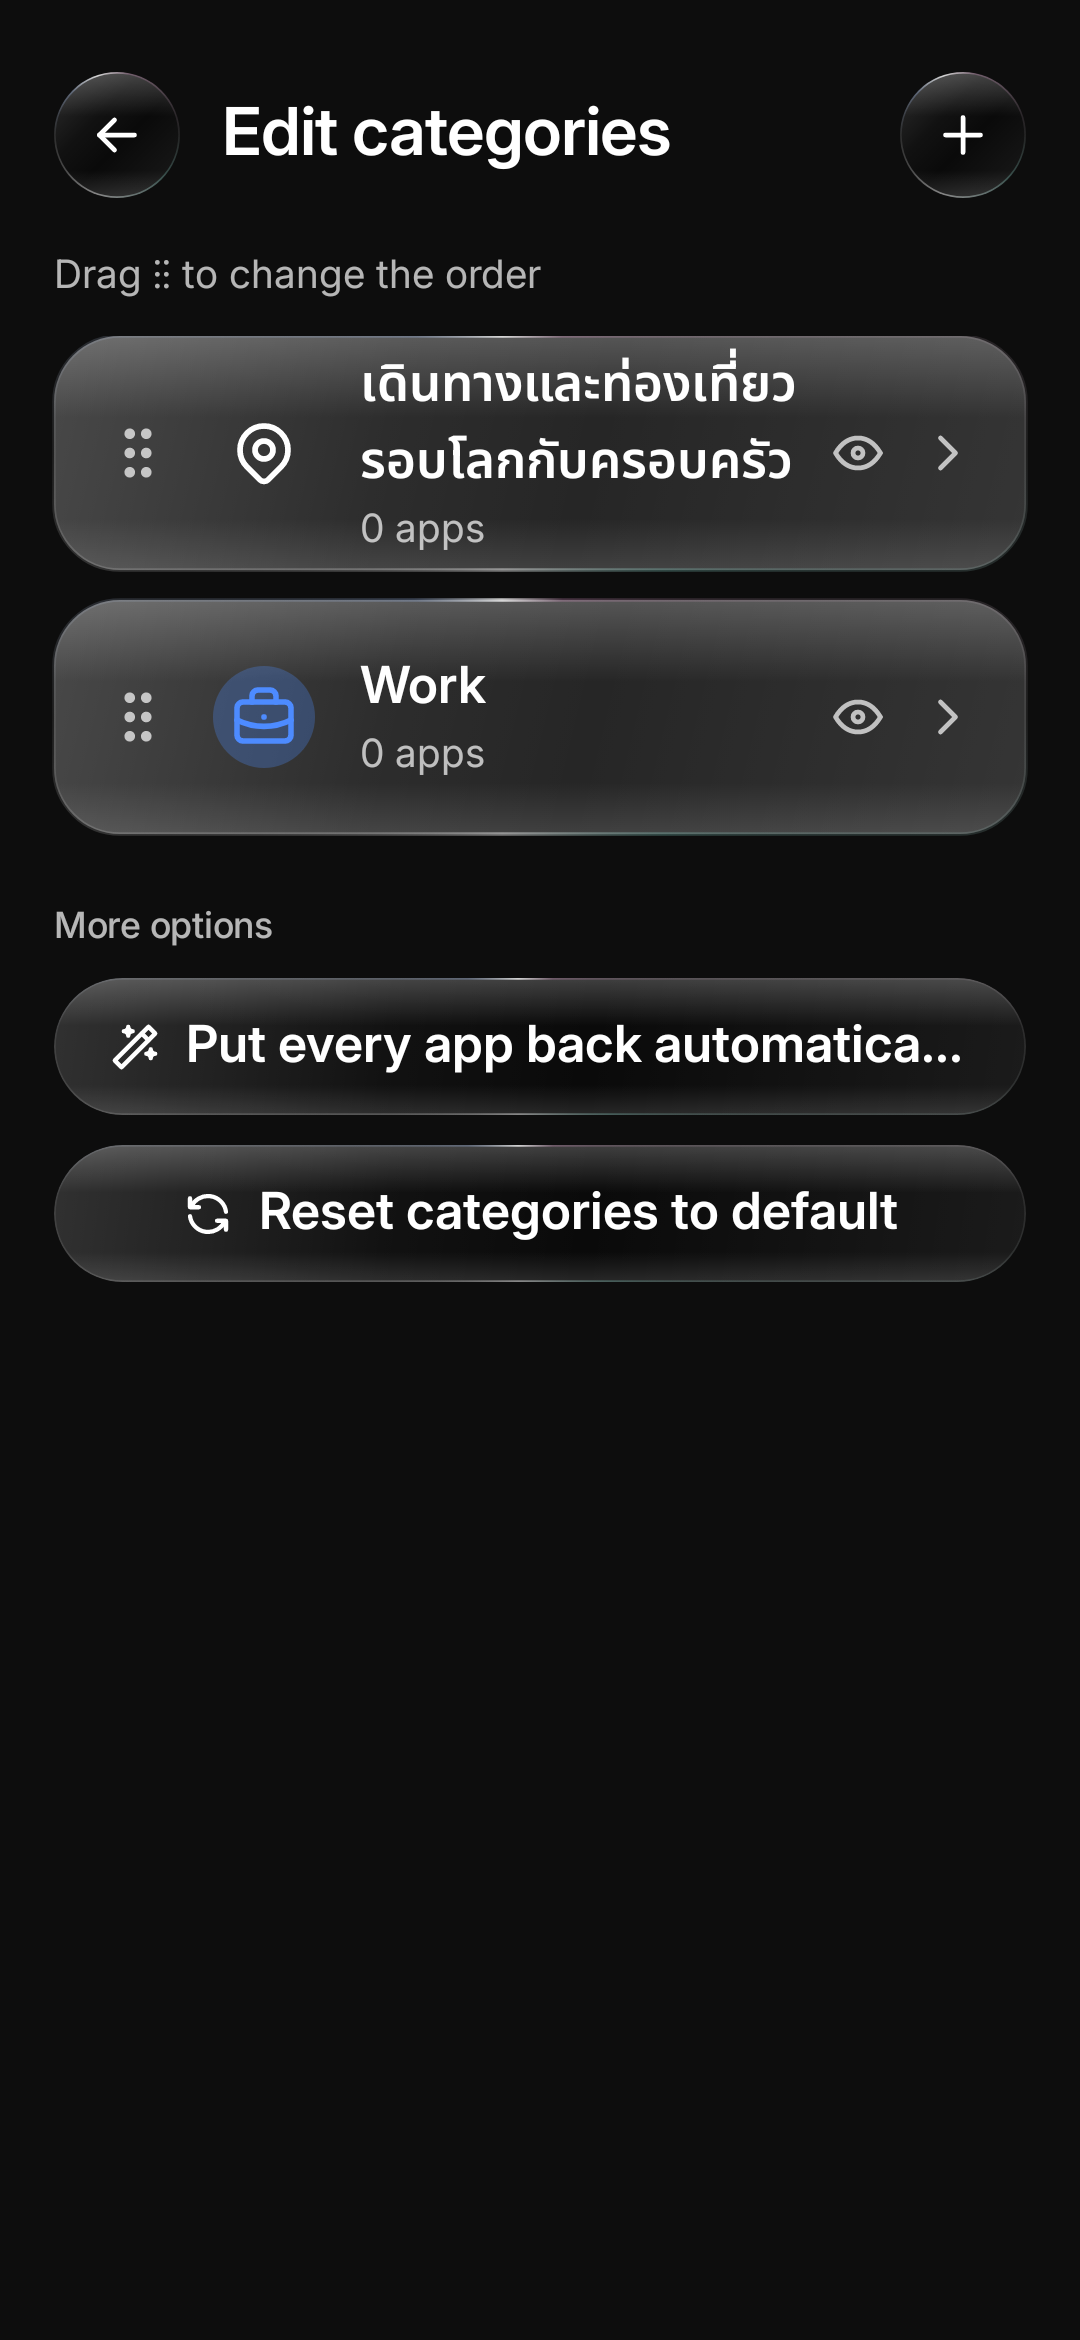 Edit categories
Drag ⠿ to change the order
เดินทางและท่องเที่ยว
รอบโลกกับครอบครัว
0 apps
Work
0 apps
More options
Put every app back automatica...
Reset categories to default